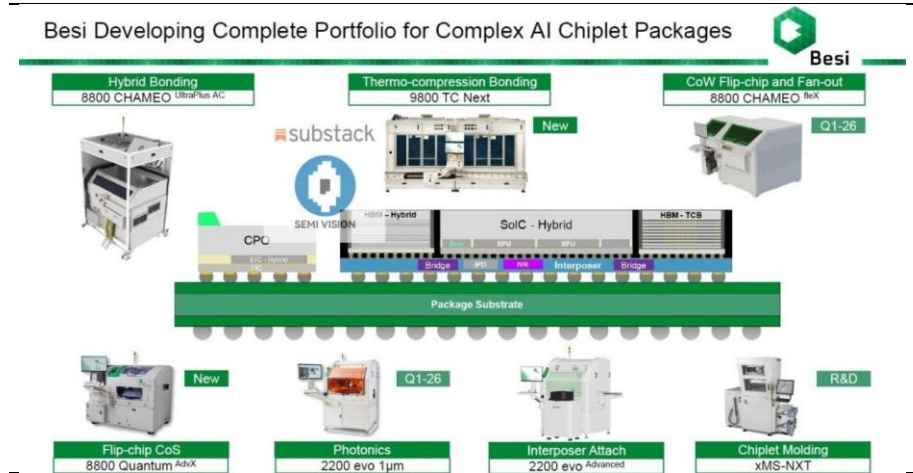 Besi Developing Complete Portfolio for Complex AI Chiplet Packages
Besi
Hybrid Bonding
8800 CHAMEO UltraPlus AC
Thermo-compression Bonding
9800 TC Next
CoW Flip-chip and Fan-out
8800 CHAMEO fleX
substack
New
Q1-26
SEMI VISION
HBM - Hybrid
SoIC - Hybrid
HBM - TCB
CPO
XPU
XPU
EIC - Hybrid
Bridge
IPD
IVR
Interposer
Bridge
Package Substrate
New
Q1-26
R&D
Flip-chip CoS
8800 Quantum AdvX
Photonics
2200 evo 1µm
Interposer Attach
2200 evo Advanced
Chiplet Molding
xMS-NXT